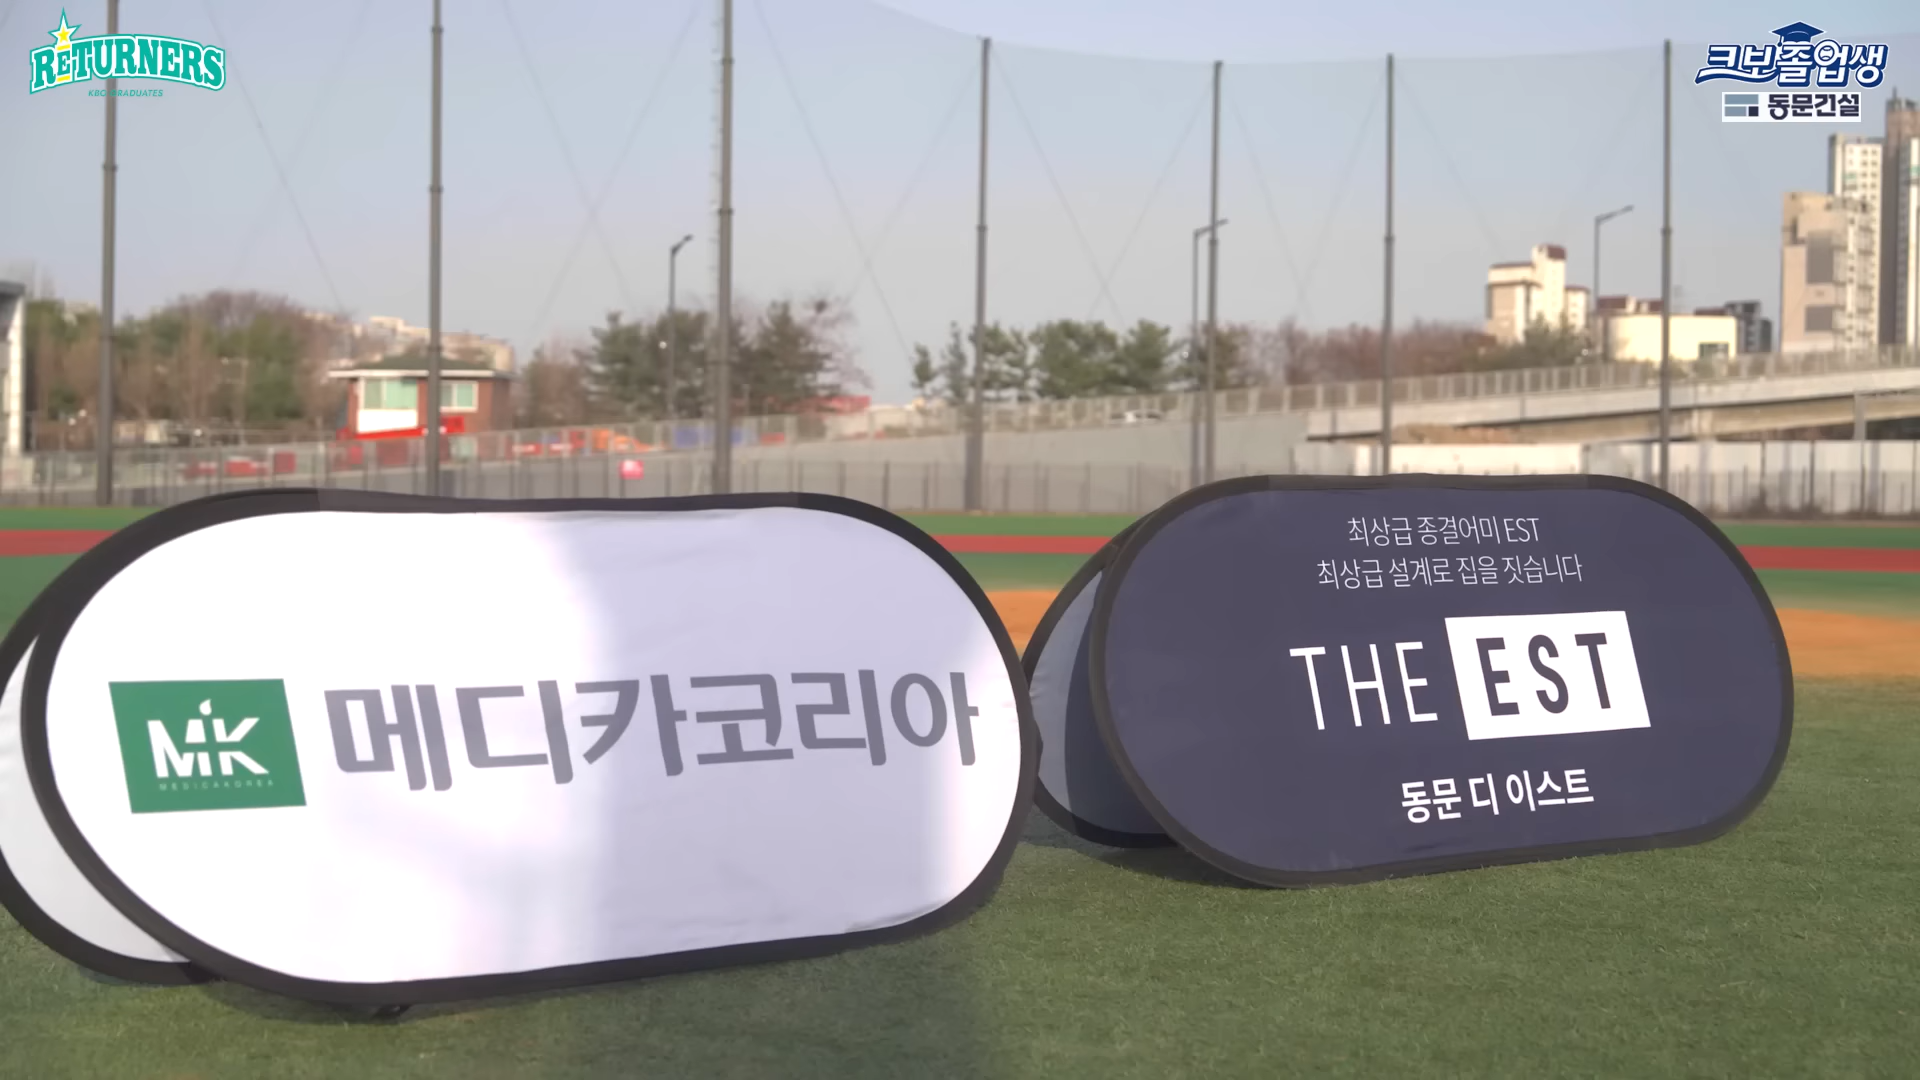 RETURNERS
KBO GRADUATES
크보졸업생
동문건설
최상급 종결어미 EST
최상급 설계로 집을 짓습니다
THE EST
동문 디 이스트
MK
MEDICAKOREA
메디카코리아